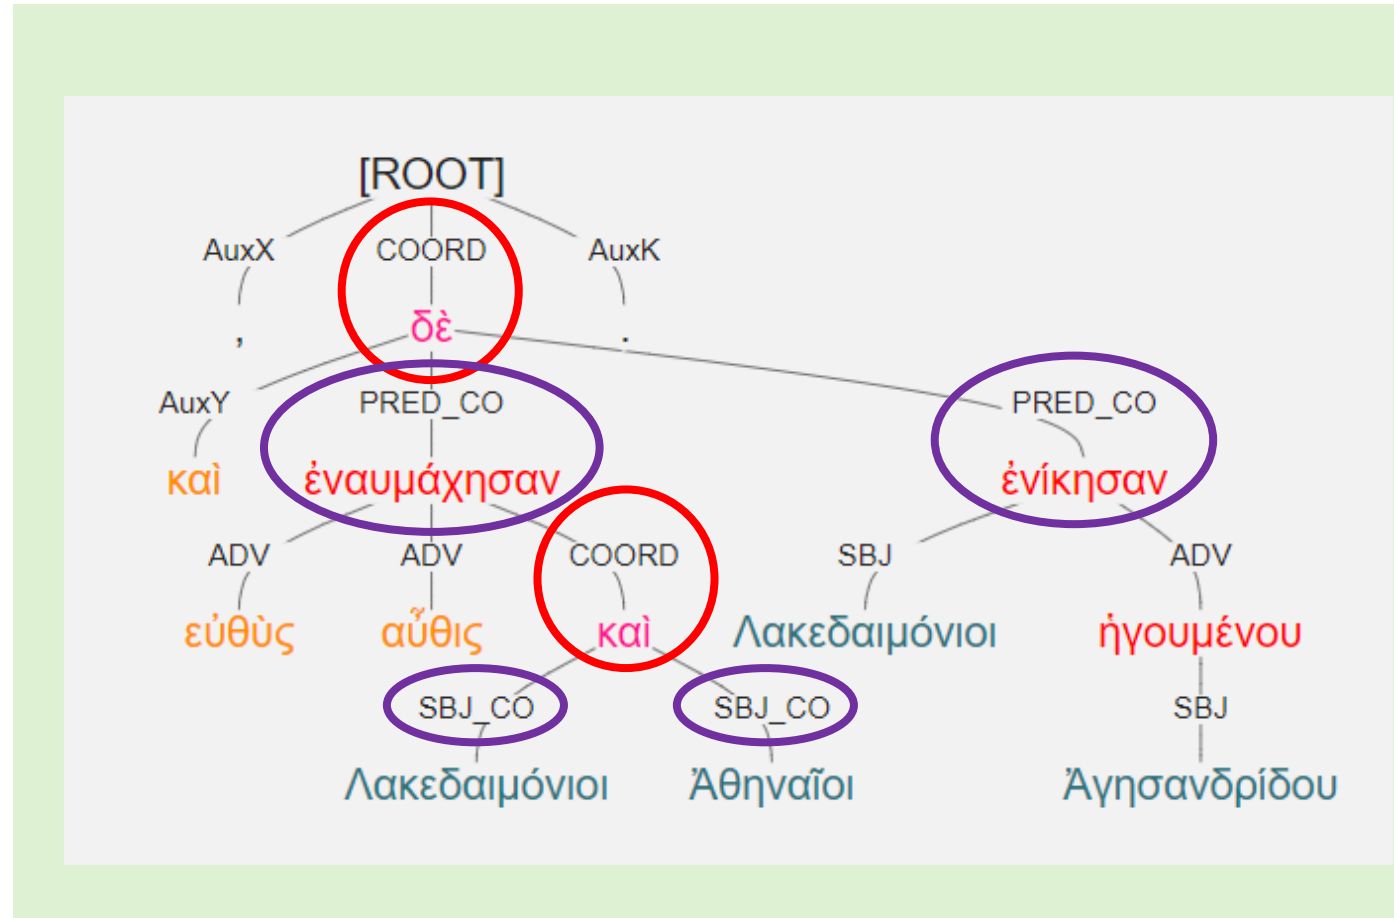 [ROOT]
AuxX COORD AuxK
, δὲ .
AuxY PRED_CO PRED_CO
καὶ ἐναυμάχησαν ἐνίκησαν
ADV ADV COORD SBJ ADV
εὐθὺς αὖθις καὶ Λακεδαιμόνιοι ἡγουμένου
SBJ_CO SBJ_CO SBJ
Λακεδαιμόνιοι Ἀθηναῖοι Ἁγησανδρίδου